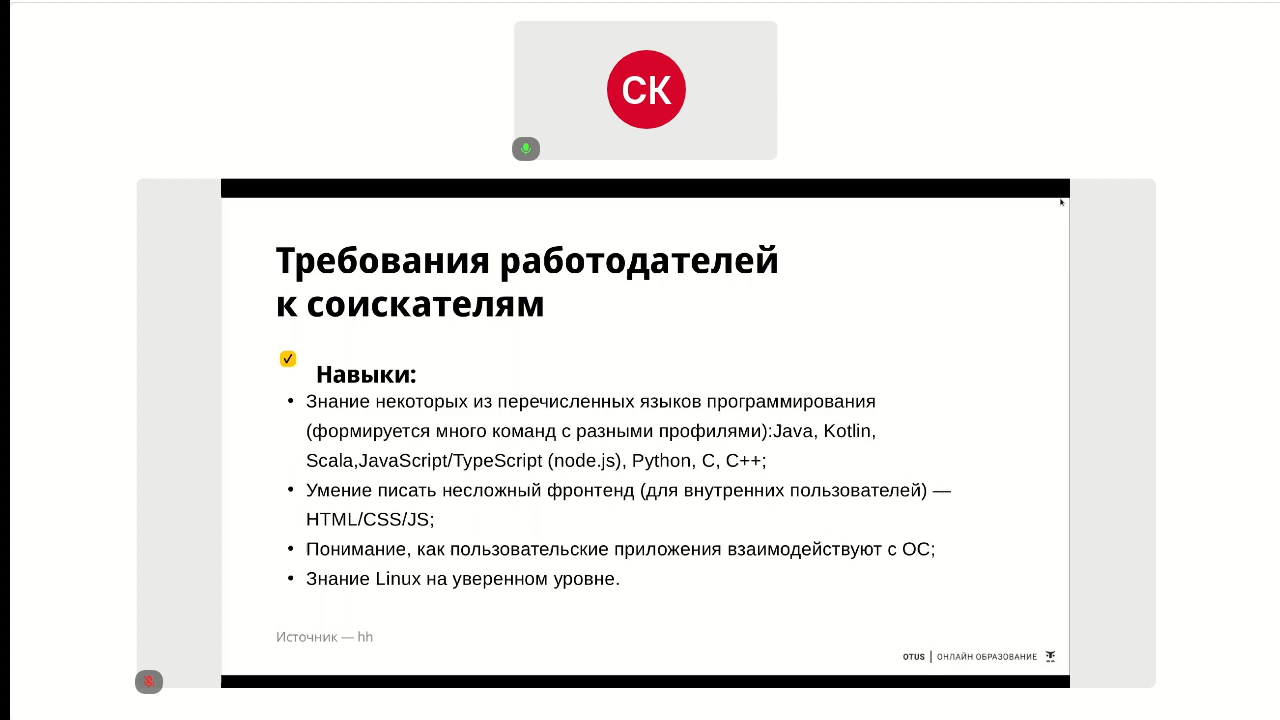 СК
Требования работодателей
к соискателям
Навыки:
• Знание некоторых из перечисленных языков программирования
(формируется много команд с разными профилями):Java, Kotlin,
Scala,JavaScript/TypeScript (node.js), Python, C, C++;
• Умение писать несложный фронтенд (для внутренних пользователей) —
HTML/CSS/JS;
• Понимание, как пользовательские приложения взаимодействуют с ОС;
• Знание Linux на уверенном уровне.
Источник — hh
OTUS | ОНЛАЙН ОБРАЗОВАНИЕ